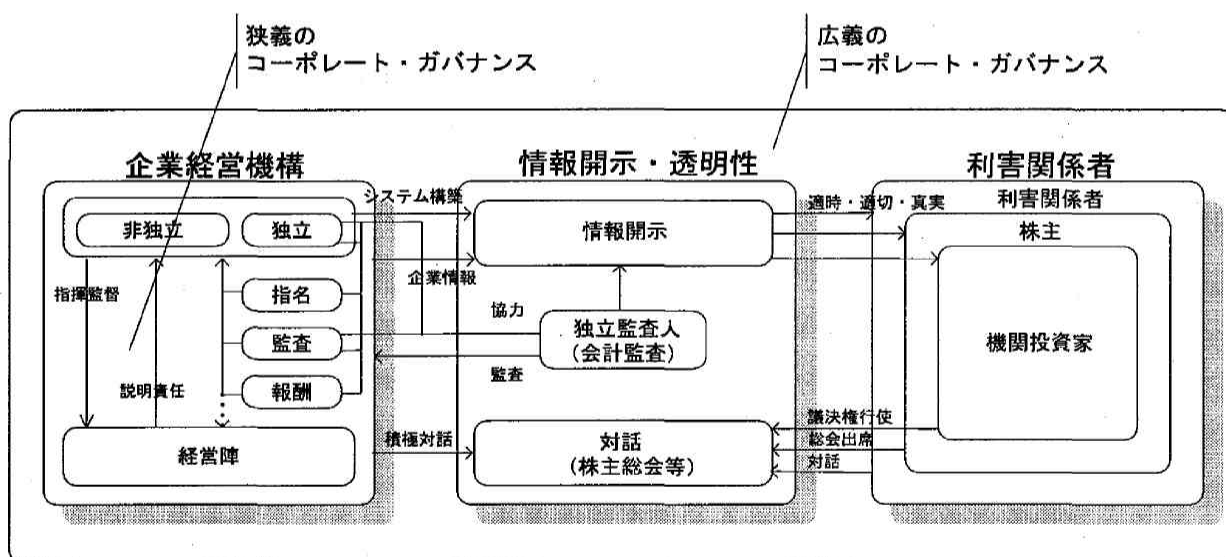 狭義の
コーポレート・ガバナンス
広義の
コーポレート・ガバナンス
企業経営機構
情報開示・透明性
利害関係者
非独立
独立
指揮監督
説明責任
指名
監査
報酬
経営陣
システム構築
企業情報
協力
監査
積極対話
情報開示
独立監査人
(会計監査)
対話
(株主総会等)
適時・適切・真実
利害関係者
株主
機関投資家
議決権行使
総会出席
対話